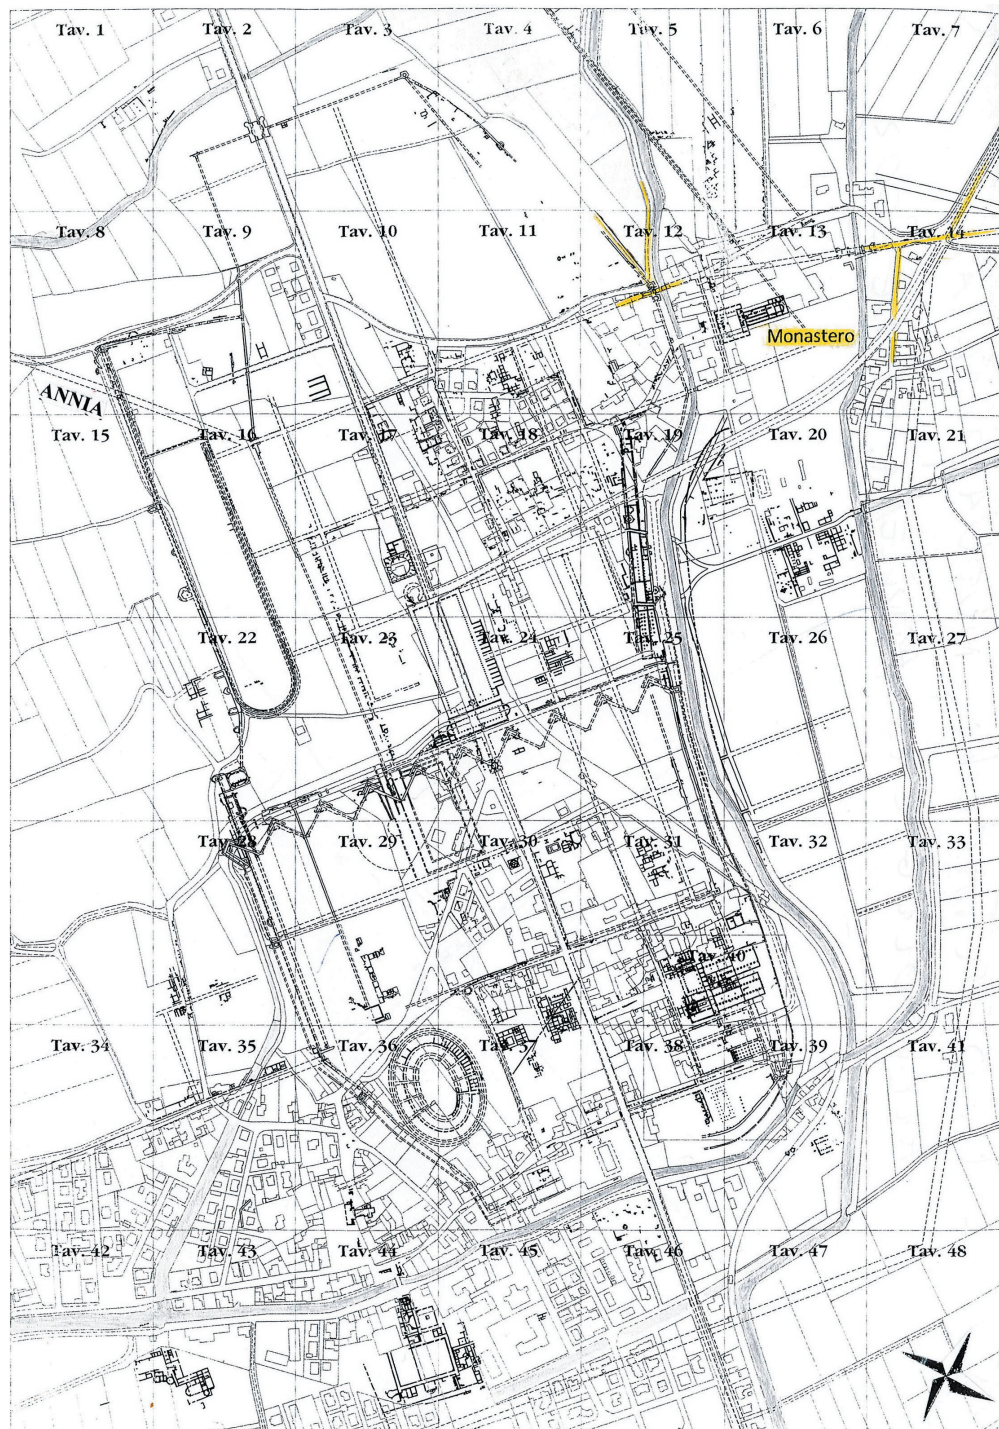 Tav. 1 Tav. 2 Tav. 3 Tav. 4 Tav. 5 Tav. 6 Tav. 7
Tav. 8 Tav. 9 Tav. 10 Tav. 11 Tav. 12 Tav. 13 Tav. 14
Monastero
ANNIA
Tav. 15 Tav. 16 Tav. 17 Tav. 18 Tav. 19 Tav. 20 Tav. 21
Tav. 22 Tav. 23 Tav. 24 Tav. 25 Tav. 26 Tav. 27
Tav. 28 Tav. 29 Tav. 30 Tav. 31 Tav. 32 Tav. 33
Tav. 40
Tav. 34 Tav. 35 Tav. 36 Tav. 37 Tav. 38 Tav. 39 Tav. 41
Tav. 42 Tav. 43 Tav. 44 Tav. 45 Tav. 46 Tav. 47 Tav. 48